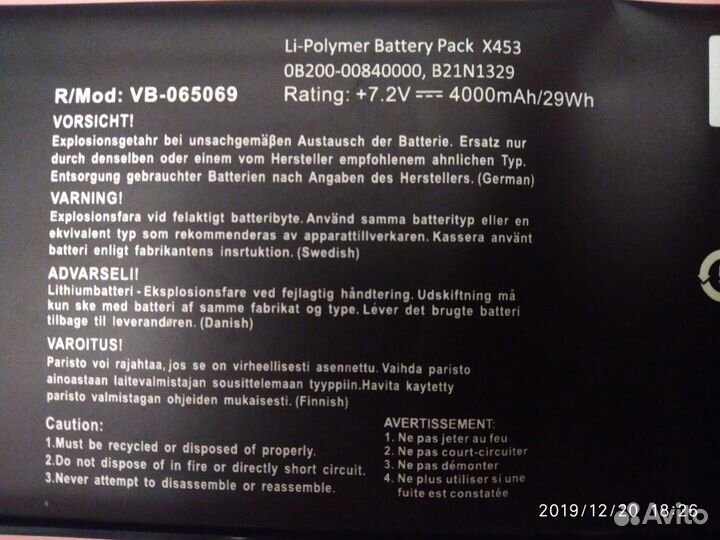 Li-Polymer Battery Pack X453
0B200-00840000, B21N1329
R/Mod: VB-065069
Rating: +7.2V⎓ 4000mAh/29Wh
VORSICHT!
Explosionsgetahr bei unsachgemäßen Austausch der Batterie. Ersatz nur
durch denselben oder einem vom Hersteller empfohlenem ahnlichen Typ.
Entsorgung gebrauchter Batterien nach Angaben des Herstellers. (German)
VARNING!
Explosionsfara vid felaktigt batteribyte. Använd samma batterityp eller en
ekvivalent typ som rekommenderas av apparattillverkaren. Kassera använt
batteri enligt fabrikantens insrtuktion. (Swedish)
ADVARSELI!
Lithiumbatteri - Eksplosionsfare ved fejlagtig håndtering. Udskiftning må
kun ske med batteri af samme fabrikat og type. Léver det brugte batteri
tilbage til leverandøren. (Danish)
VAROITUS!
Paristo voi rajahtaa, jos se on virheellisesti asennettu. Vaihda paristo
ainoastaan laitevalmistajan sousittelemaan tyyppiin.Havita kaytetty
paristo valmistagan ohjeiden mukaisesti. (Finnish)
Caution:
1.Must be recycled or disposed of properly.
2.Do not dispose of in fire or directly short circuit.
3.Never attempt to disassemble or reassemble.
AVERTISSEMENT:
1. Ne pas jeter au feu
2. Ne pas court-circuiter
3. Ne pas démonter
4. Ne plus utiliser si une
fuite est constatée
2019/12/20 18:26
Avito